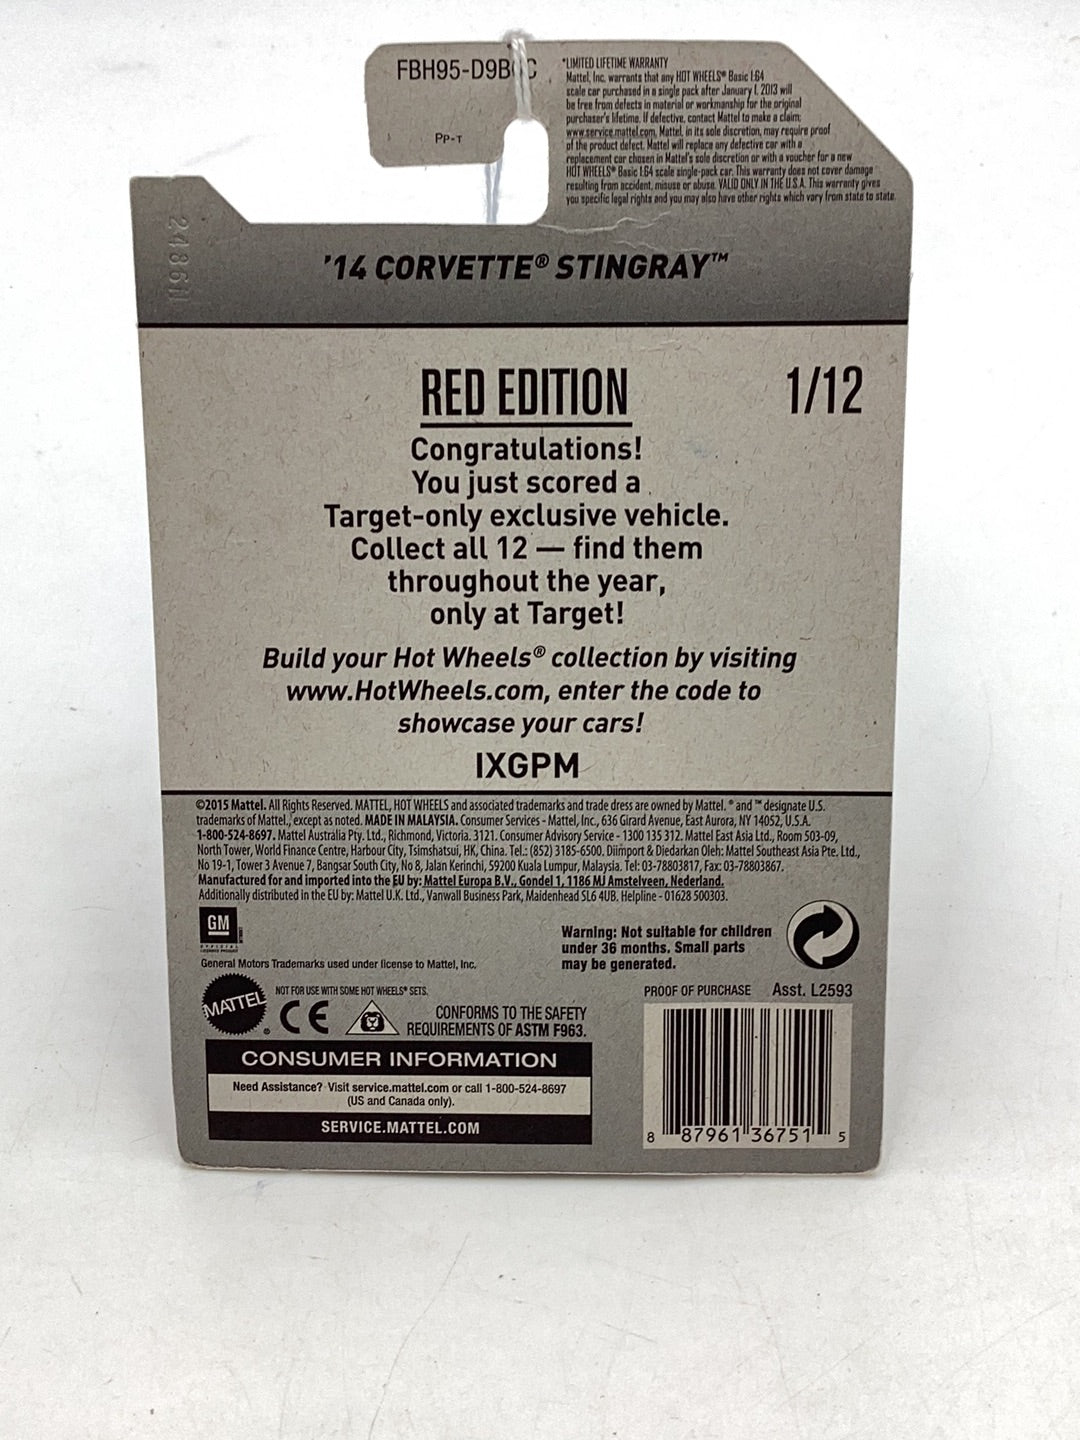 FBH95-D9B0C
Pp-T
*LIMITED LIFETIME WARRANTY
Mattel, Inc. warrants that any HOT WHEELS® Basic 1:64
scale car purchased in a single pack after January 1, 2013 will
be free from defects in material or workmanship for the original
purchaser's lifetime. If defective, contact Mattel to make a claim;
www.service.mattel.com. Mattel, in its sole discretion, may require proof
of the product defect. Mattel will replace any defective car with a
replacement car chosen in Mattel's sole discretion or with a voucher for a new
HOT WHEELS® Basic 1:64 scale single-pack car. This warranty does not cover damage
resulting from accident, misuse or abuse. VALID ONLY IN THE U.S.A. This warranty gives
you specific legal rights and you may also have other rights which vary from state to state.
'14 CORVETTE® STINGRAY™
RED EDITION
1/12
Congratulations!
You just scored a
Target-only exclusive vehicle.
Collect all 12 — find them
throughout the year,
only at Target!
Build your Hot Wheels® collection by visiting
www.HotWheels.com, enter the code to
showcase your cars!
IXGPM
©2015 Mattel. All Rights Reserved. MATTEL, HOT WHEELS and associated trademarks and trade dress are owned by Mattel. ® and ™ designate U.S.
trademarks of Mattel, except as noted. MADE IN MALAYSIA. Consumer Services - Mattel, Inc., 636 Girard Avenue, East Aurora, NY 14052, U.S.A.
1-800-524-8697. Mattel Australia Pty. Ltd., Richmond, Victoria. 3121. Consumer Advisory Service - 1300 135 312. Mattel East Asia Ltd., Room 503-09,
North Tower, World Finance Centre, Harbour City, Tsimshatsui, HK, China. Tel.: (852) 3185-6500. Diimport & Diedarkan Oleh: Mattel Southeast Asia Pte. Ltd.,
No 19-1, Tower 3 Avenue 7, Bangsar South City, No 8, Jalan Kerinchi, 59200 Kuala Lumpur, Malaysia. Tel: 03-78803817, Fax: 03-78803867.
Manufactured for and imported into the EU by: Mattel Europa B.V., Gondel 1, 1186 MJ Amstelveen, Nederland.
Additionally distributed in the EU by: Mattel U.K. Ltd., Vanwall Business Park, Maidenhead SL6 4UB. Helpline - 01628 500303.
GM
OFFICIAL
LICENSED PRODUCT
General Motors Trademarks used under license to Mattel, Inc.
Warning: Not suitable for children
under 36 months. Small parts
may be generated.
MATTEL
®
NOT FOR USE WITH SOME HOT WHEELS® SETS.
CE
CONFORMS TO THE SAFETY
REQUIREMENTS OF ASTM F963.
PROOF OF PURCHASE
Asst. L2593
CONSUMER INFORMATION
Need Assistance? Visit service.mattel.com or call 1-800-524-8697
(US and Canada only).
SERVICE.MATTEL.COM
8 87961 36751 5